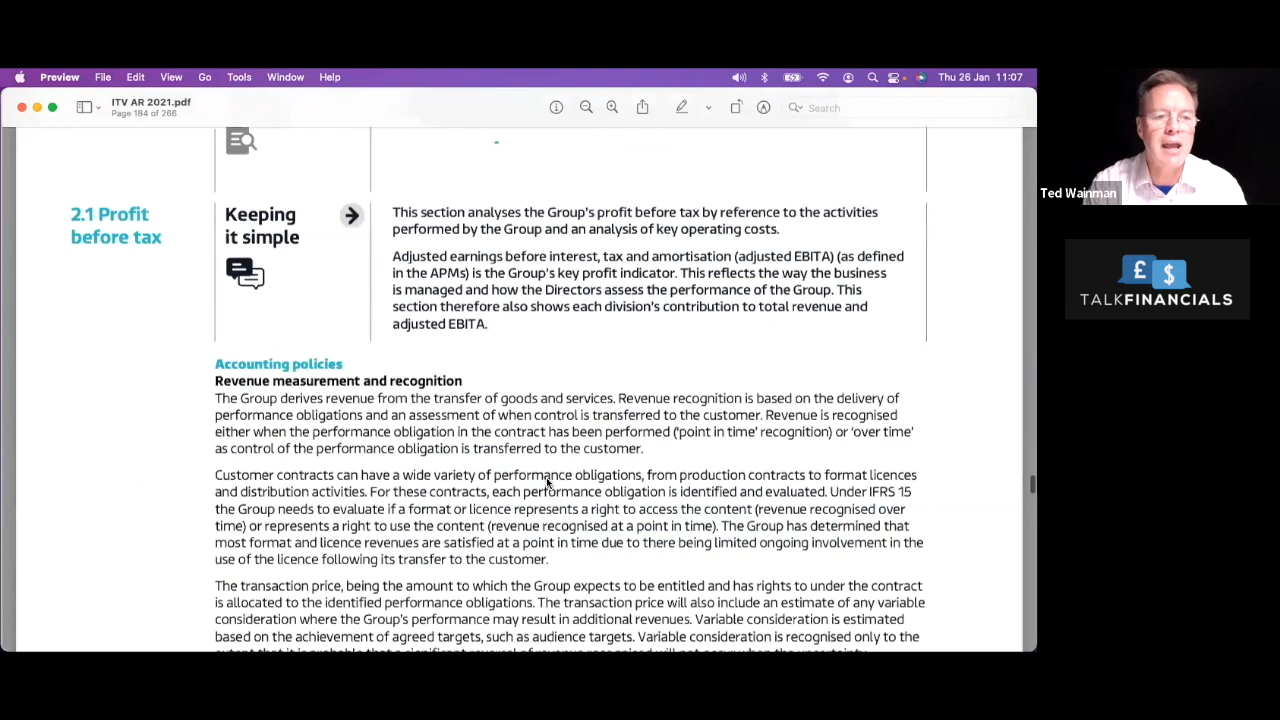 Preview File Edit View Go Tools Window Help Thu 26 Jan 11:07
ITV AR 2021.pdf
Page 184 of 266
Search
2.1 Profit
before tax
Keeping
it simple
This section analyses the Group's profit before tax by reference to the activities
performed by the Group and an analysis of key operating costs.
Adjusted earnings before interest, tax and amortisation (adjusted EBITA) (as defined
in the APMs) is the Group's key profit indicator. This reflects the way the business
is managed and how the Directors assess the performance of the Group. This
section therefore also shows each division's contribution to total revenue and
adjusted EBITA.
Accounting policies
Revenue measurement and recognition
The Group derives revenue from the transfer of goods and services. Revenue recognition is based on the delivery of
performance obligations and an assessment of when control is transferred to the customer. Revenue is recognised
either when the performance obligation in the contract has been performed ('point in time' recognition) or 'over time'
as control of the performance obligation is transferred to the customer.
Customer contracts can have a wide variety of performance obligations, from production contracts to format licences
and distribution activities. For these contracts, each performance obligation is identified and evaluated. Under IFRS 15
the Group needs to evaluate if a format or licence represents a right to access the content (revenue recognised over
time) or represents a right to use the content (revenue recognised at a point in time). The Group has determined that
most format and licence revenues are satisfied at a point in time due to there being limited ongoing involvement in the
use of the licence following its transfer to the customer.
The transaction price, being the amount to which the Group expects to be entitled and has rights to under the contract
is allocated to the identified performance obligations. The transaction price will also include an estimate of any variable
consideration where the Group's performance may result in additional revenues. Variable consideration is estimated
based on the achievement of agreed targets, such as audience targets. Variable consideration is recognised only to the
Ted Wainman
£ $
TALKFINANCIALS